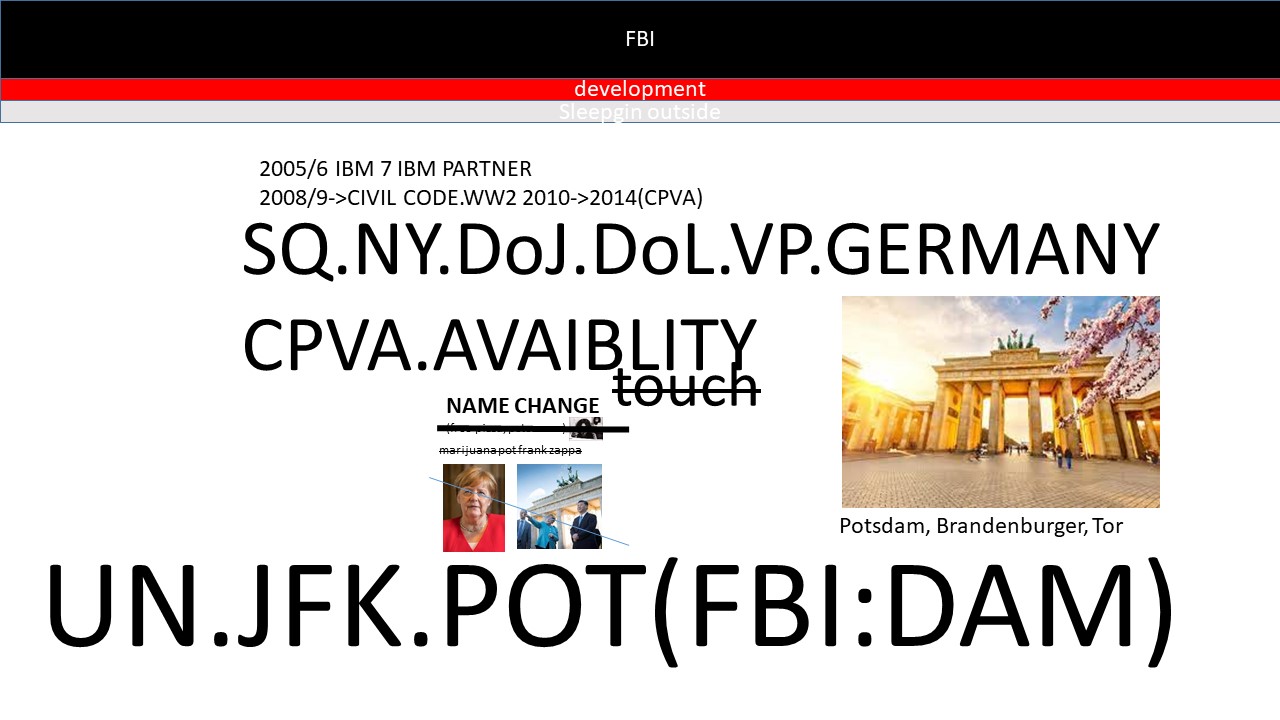 FBI
development
Sleepgin outside
2005/6 IBM 7 IBM PARTNER
2008/9->CIVIL CODE.WW2 2010->2014(CPVA)
SQ.NY.DoJ.DoL.VP.GERMANY
CPVA.AVAIBLITY
touch
NAME CHANGE
marijuana pot frank zappa
Potsdam, Brandenburger, Tor
UN.JFK.POT(FBI:DAM)